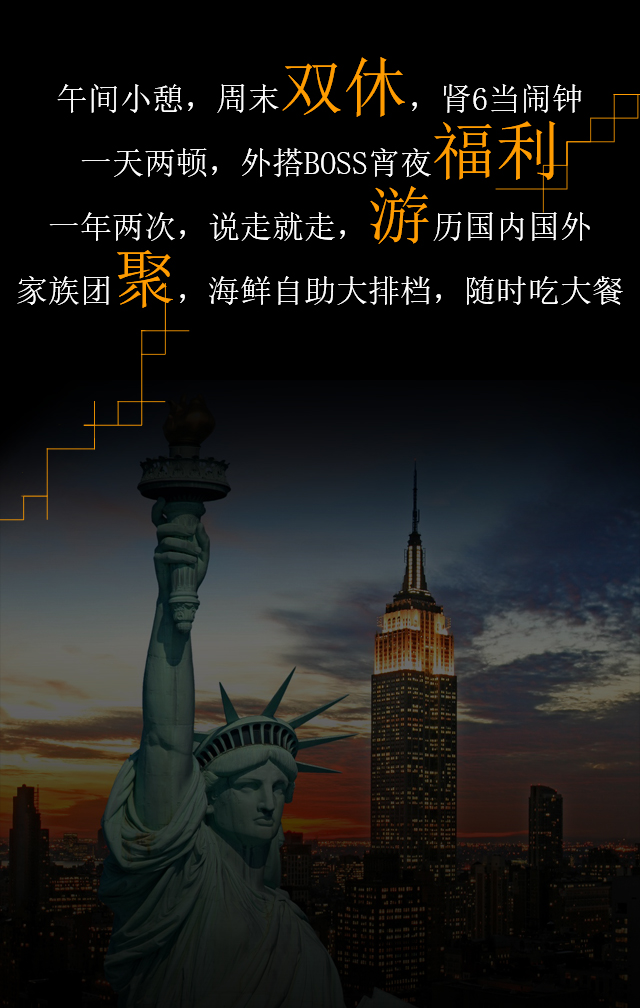 午间小憩，周末双休，肾6当闹钟
一天两顿，外搭BOSS宵夜福利
一年两次，说走就走，游历国内国外
家族团聚，海鲜自助大排档，随时吃大餐